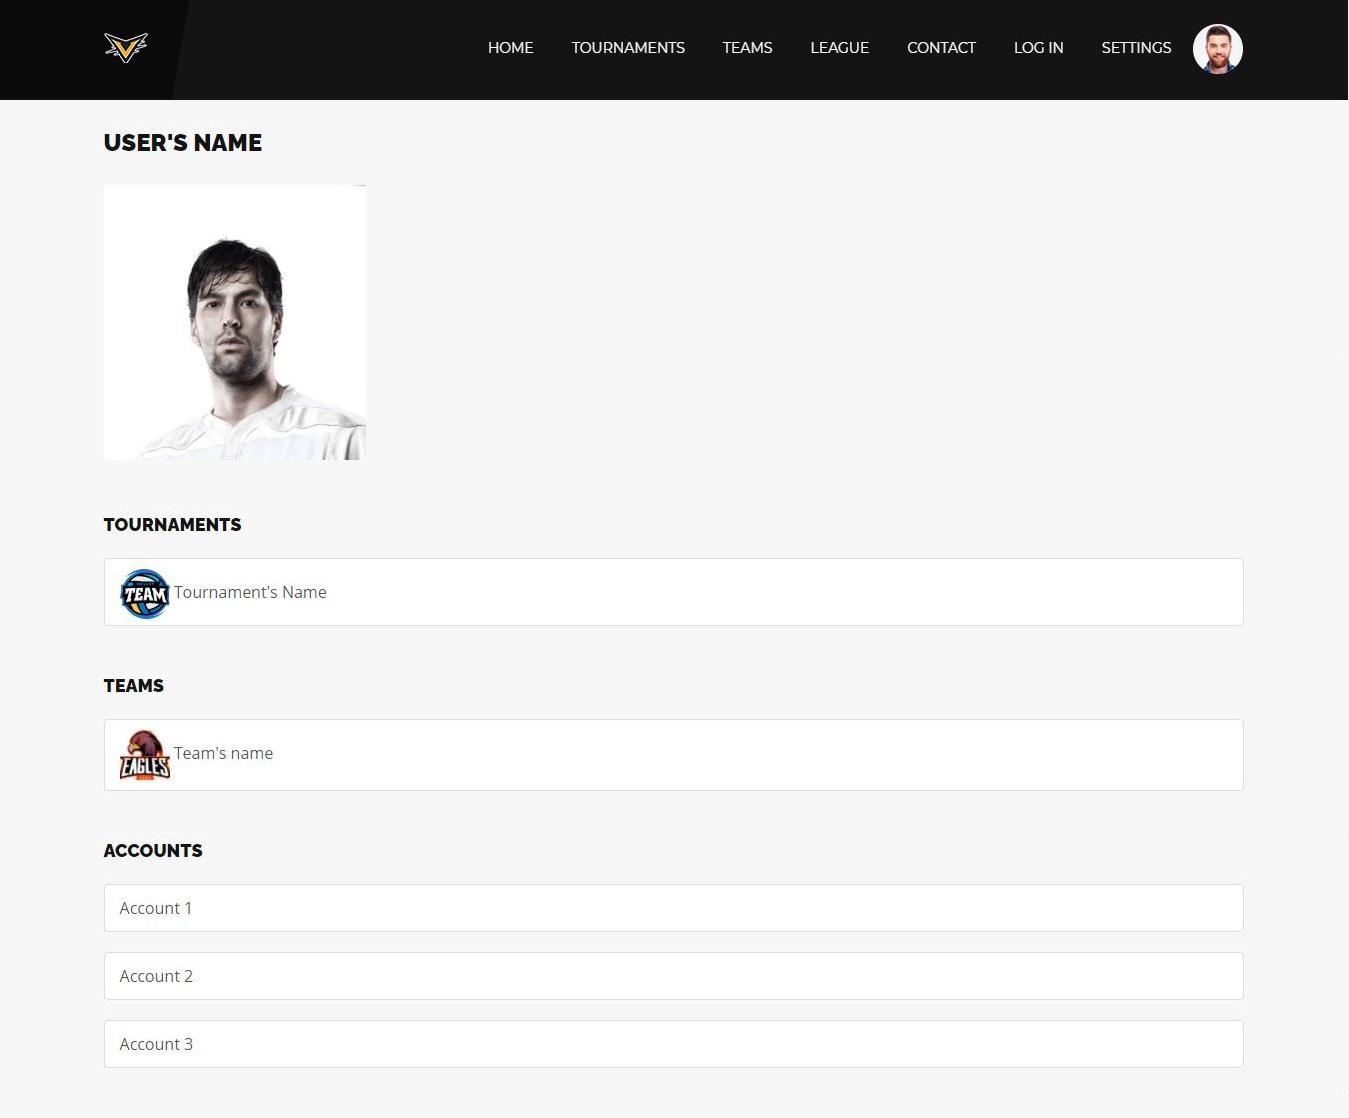 HOME TOURNAMENTS TEAMS LEAGUE CONTACT LOG IN SETTINGS
USER'S NAME
TOURNAMENTS
TEAM Tournament's Name
TEAMS
EAGLES Team's name
ACCOUNTS
Account 1
Account 2
Account 3